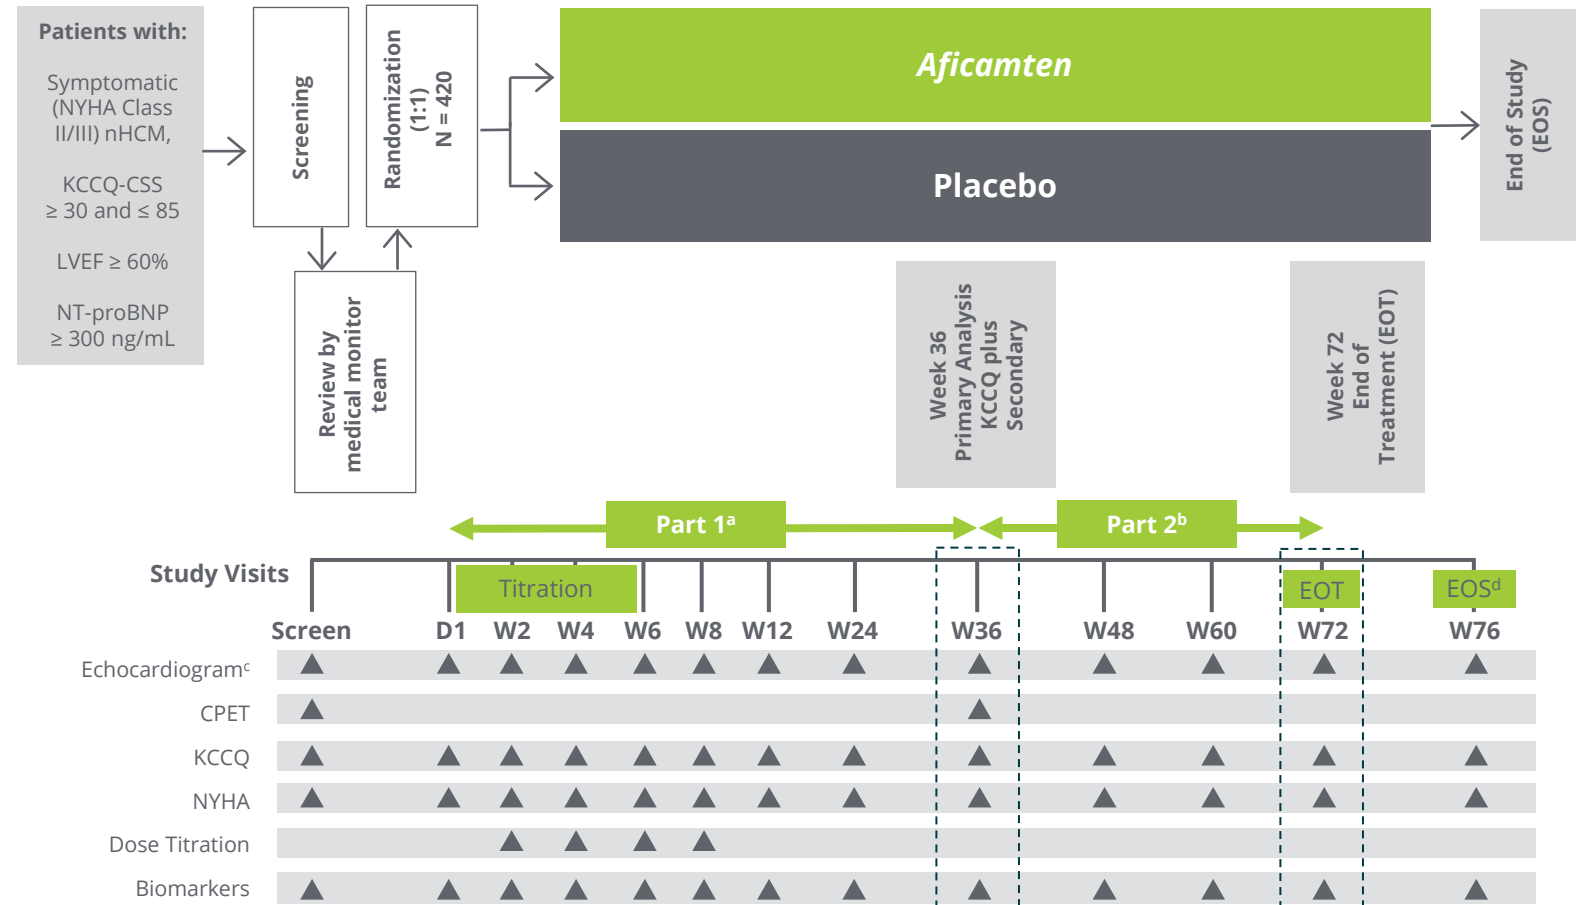 Patients with:
Symptomatic
(NYHA Class
II/III) nHCM,
KCCQ-CSS
≥ 30 and ≤ 85
LVEF ≥ 60%
NT-proBNP
≥ 300 ng/mL
Screening
Review by
medical monitor
team
Randomization
(1:1)
N = 420
Aficamten
Placebo
End of Study
(EOS)
Week 36
Primary Analysis
KCCQ plus
Secondary
Week 72
End of
Treatment (EOT)
Part 1ᵃ
Part 2ᵇ
Study Visits
Titration
EOT
EOSᵈ
Screen D1 W2 W4 W6 W8 W12 W24 W36 W48 W60 W72 W76
Echocardiogramᶜ
CPET
KCCQ
NYHA
Dose Titration
Biomarkers